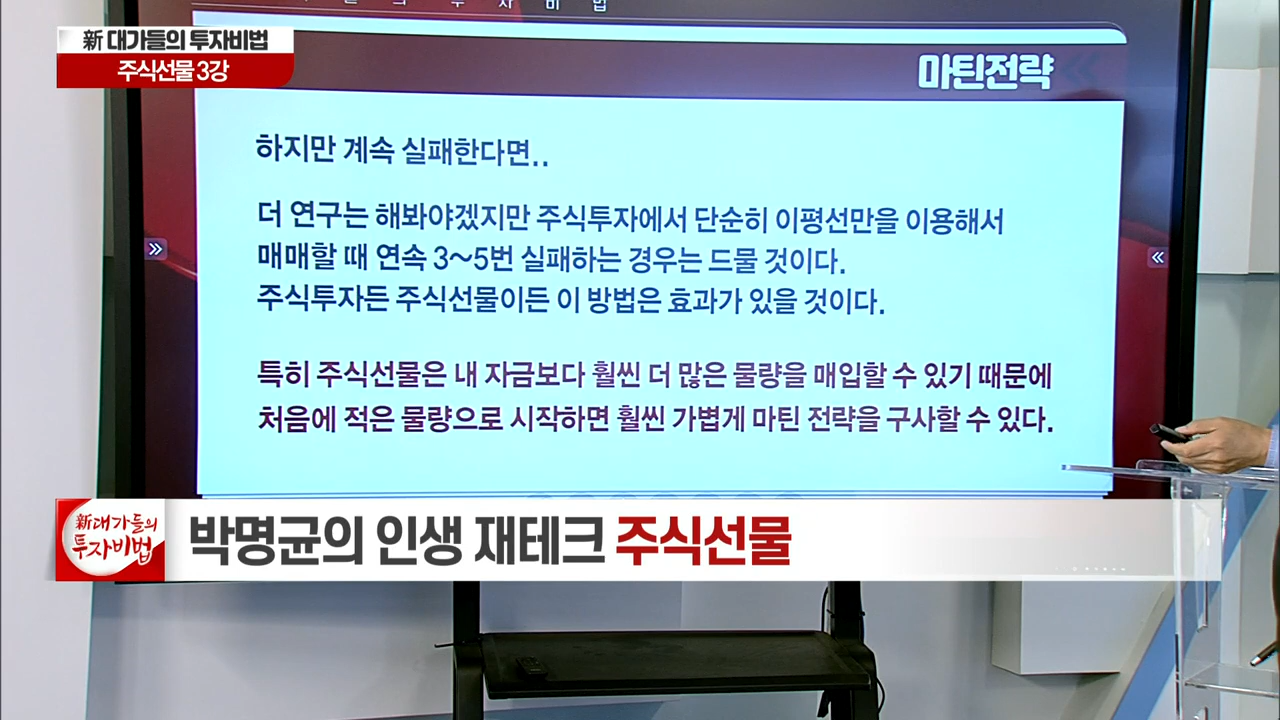 의 투 자 비 법
新 대가들의 투자비법
주식선물 3강
마틴전략
하지만 계속 실패한다면..
더 연구는 해봐야겠지만 주식투자에서 단순히 이평선만을 이용해서
매매할 때 연속 3~5번 실패하는 경우는 드물 것이다.
주식투자든 주식선물이든 이 방법은 효과가 있을 것이다.
특히 주식선물은 내 자금보다 훨씬 더 많은 물량을 매입할 수 있기 때문에
처음에 적은 물량으로 시작하면 훨씬 가볍게 마틴 전략을 구사할 수 있다.
新대가들의
투자비법
박명균의 인생 재테크 주식선물